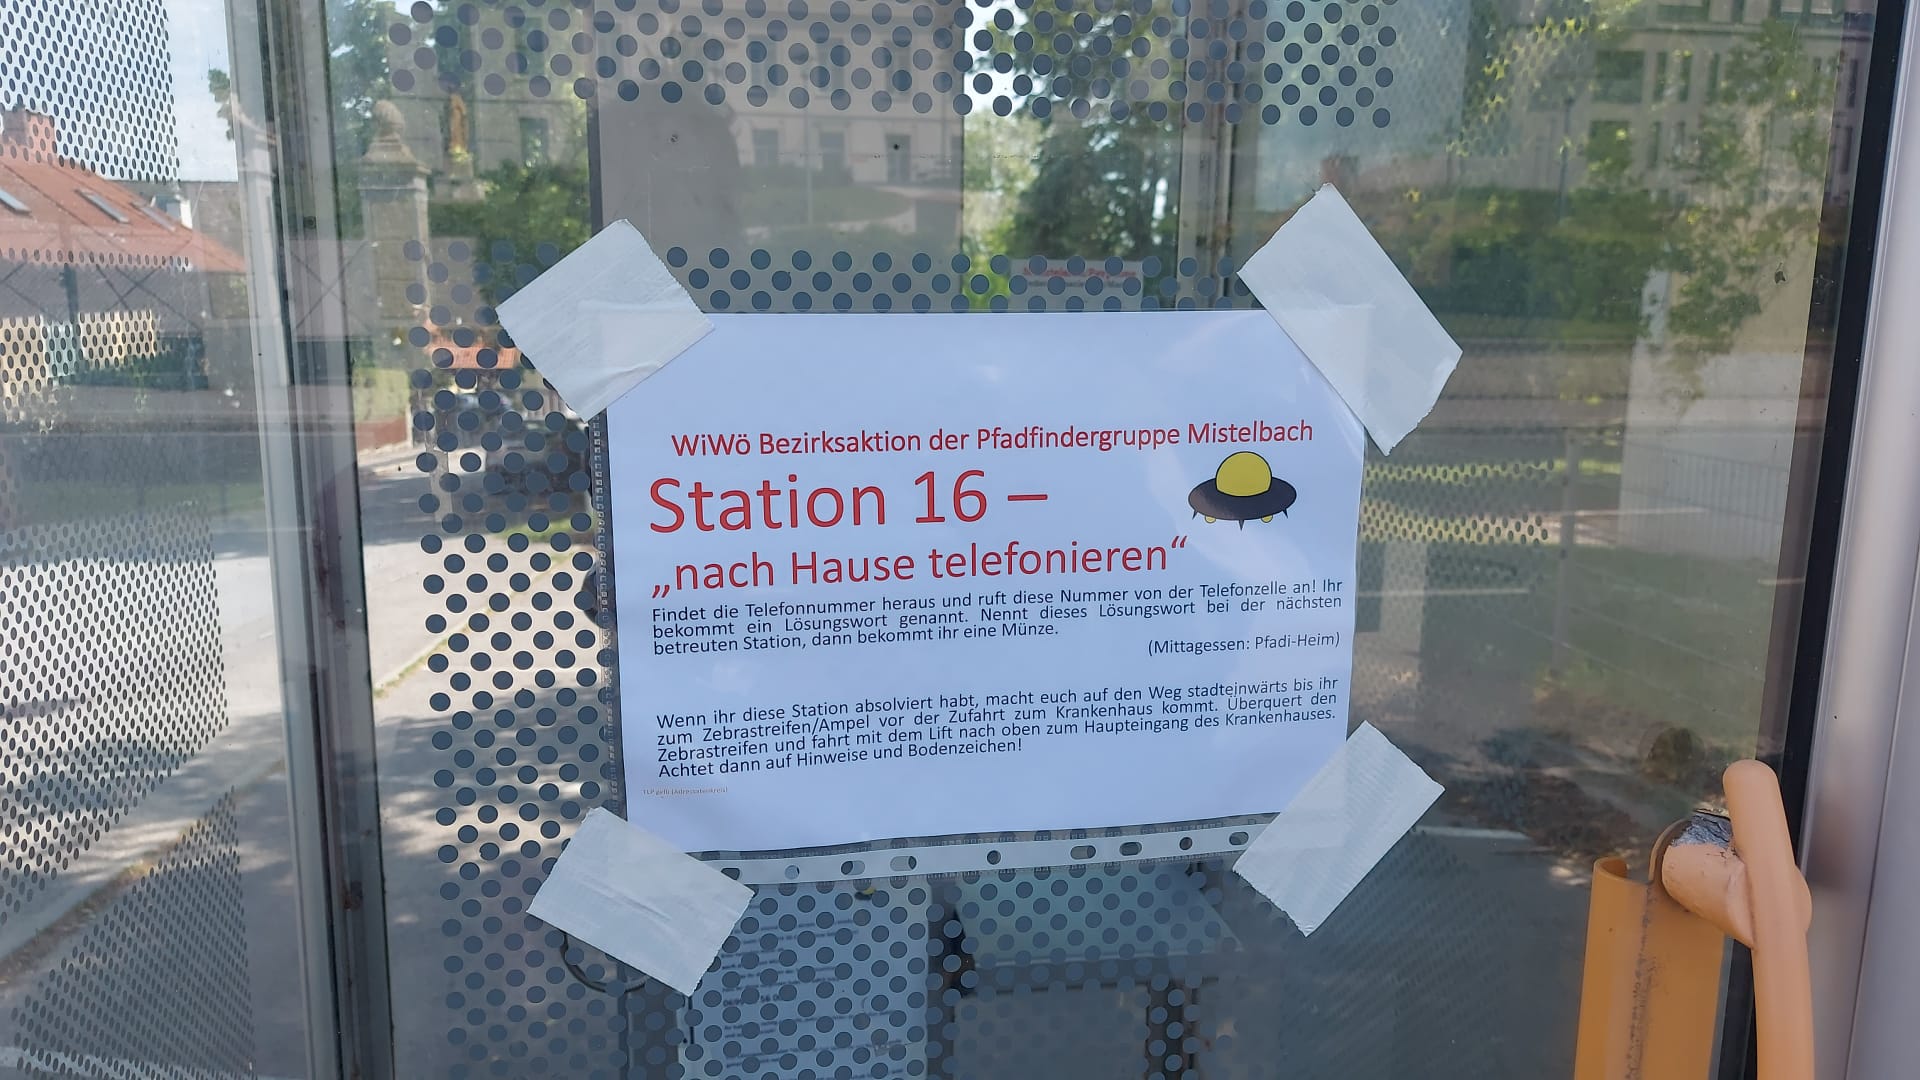 WiWö Bezirksaktion der Pfadfindergruppe Mistelbach
Station 16 –
„nach Hause telefonieren“
Findet die Telefonnummer heraus und ruft diese Nummer von der Telefonzelle an! Ihr
bekommt ein Lösungswort genannt. Nennt dieses Lösungswort bei der nächsten
betreuten Station, dann bekommt ihr eine Münze.
(Mittagessen: Pfadi-Heim)
Wenn ihr diese Station absolviert habt, macht euch auf den Weg stadteinwärts bis ihr
zum Zebrastreifen/Ampel vor der Zufahrt zum Krankenhaus kommt. Überquert den
Zebrastreifen und fahrt mit dem Lift nach oben zum Haupteingang des Krankenhauses.
Achtet dann auf Hinweise und Bodenzeichen!
TLP gelb (Adressatenkreis)